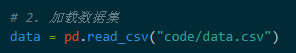 # 2. 加载数据集
data = pd.read_csv("code/data.csv")